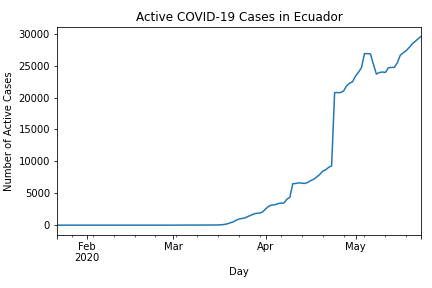 Active COVID-19 Cases in Ecuador
30000
25000
20000
15000
10000
5000
0
Number of Active Cases
Feb
2020
Mar
Apr
May
Day